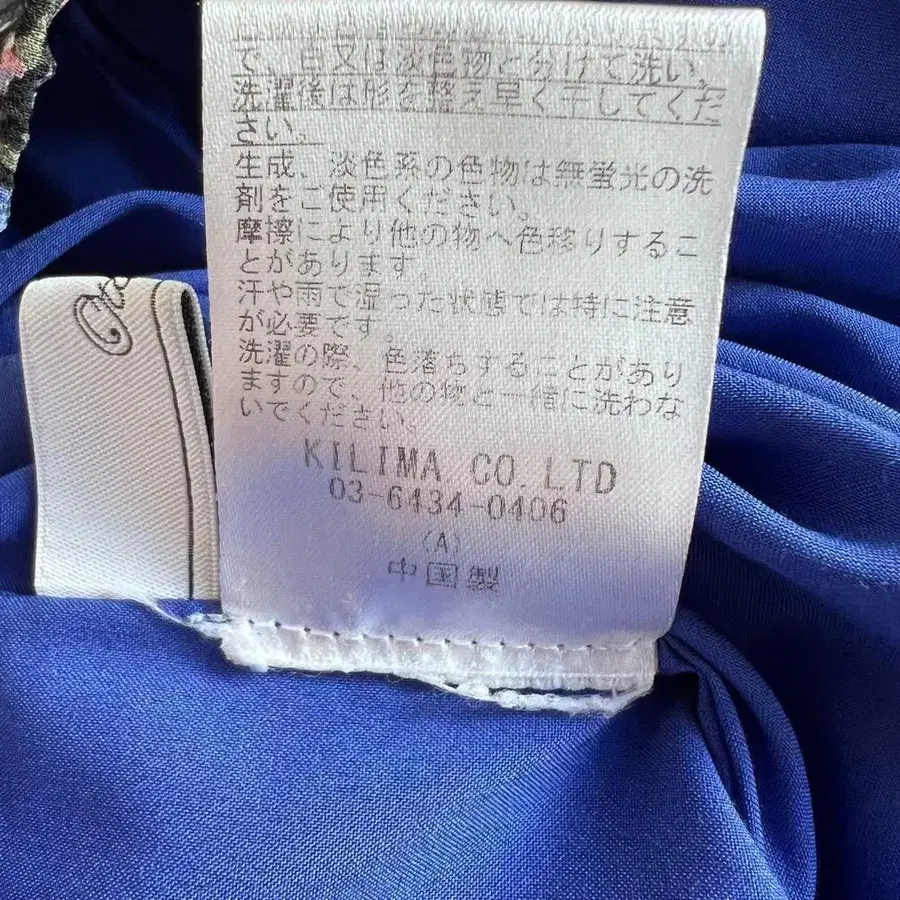 で、白又は淡色物と分けて洗い、
洗濯後は形を整え早く干してくだ
さい。
生成、淡色系の色物は無蛍光の洗
剤をご使用ください。
摩擦により他の物へ色移りするこ
とがあります。
汗や雨で湿った状態では特に注意
が必要です。
洗濯の際、色落ちすることがあり
ますので、他の物と一緒に洗わな
いでください。
KILIMA CO.LTD
03-6434-0406
(A)
中国製